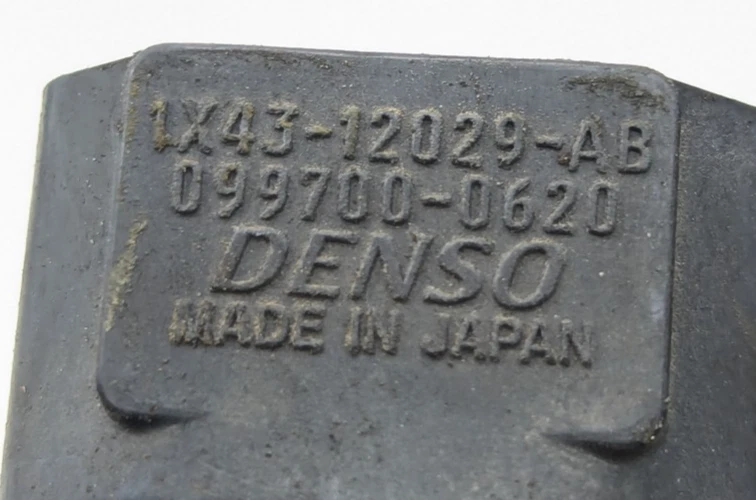 1X43-12029-AB
099700-0620
DENSO
MADE IN JAPAN